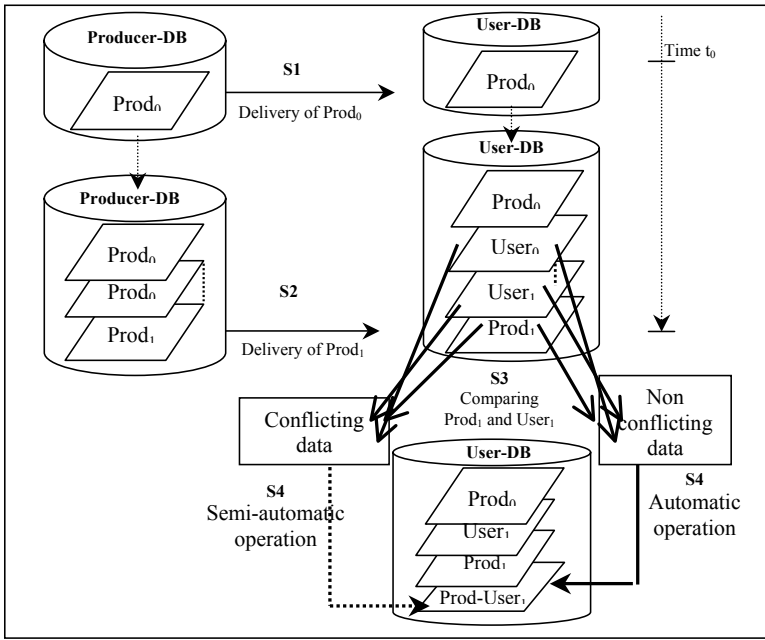 Producer-DB
Prod₀
S1
Delivery of Prod₀
User-DB
Prod₀
Time t₀
Producer-DB
Prod₀
Prod₀
Prod₁
S2
Delivery of Prod₁
User-DB
Prod₀
User₀
User₁
Prod₁
S3
Comparing
Prod₁ and User₁
Conflicting
data
Non
conflicting
data
S4
Semi-automatic
operation
User-DB
Prod₀
User₁
Prod₁
Prod-User₁
S4
Automatic
operation